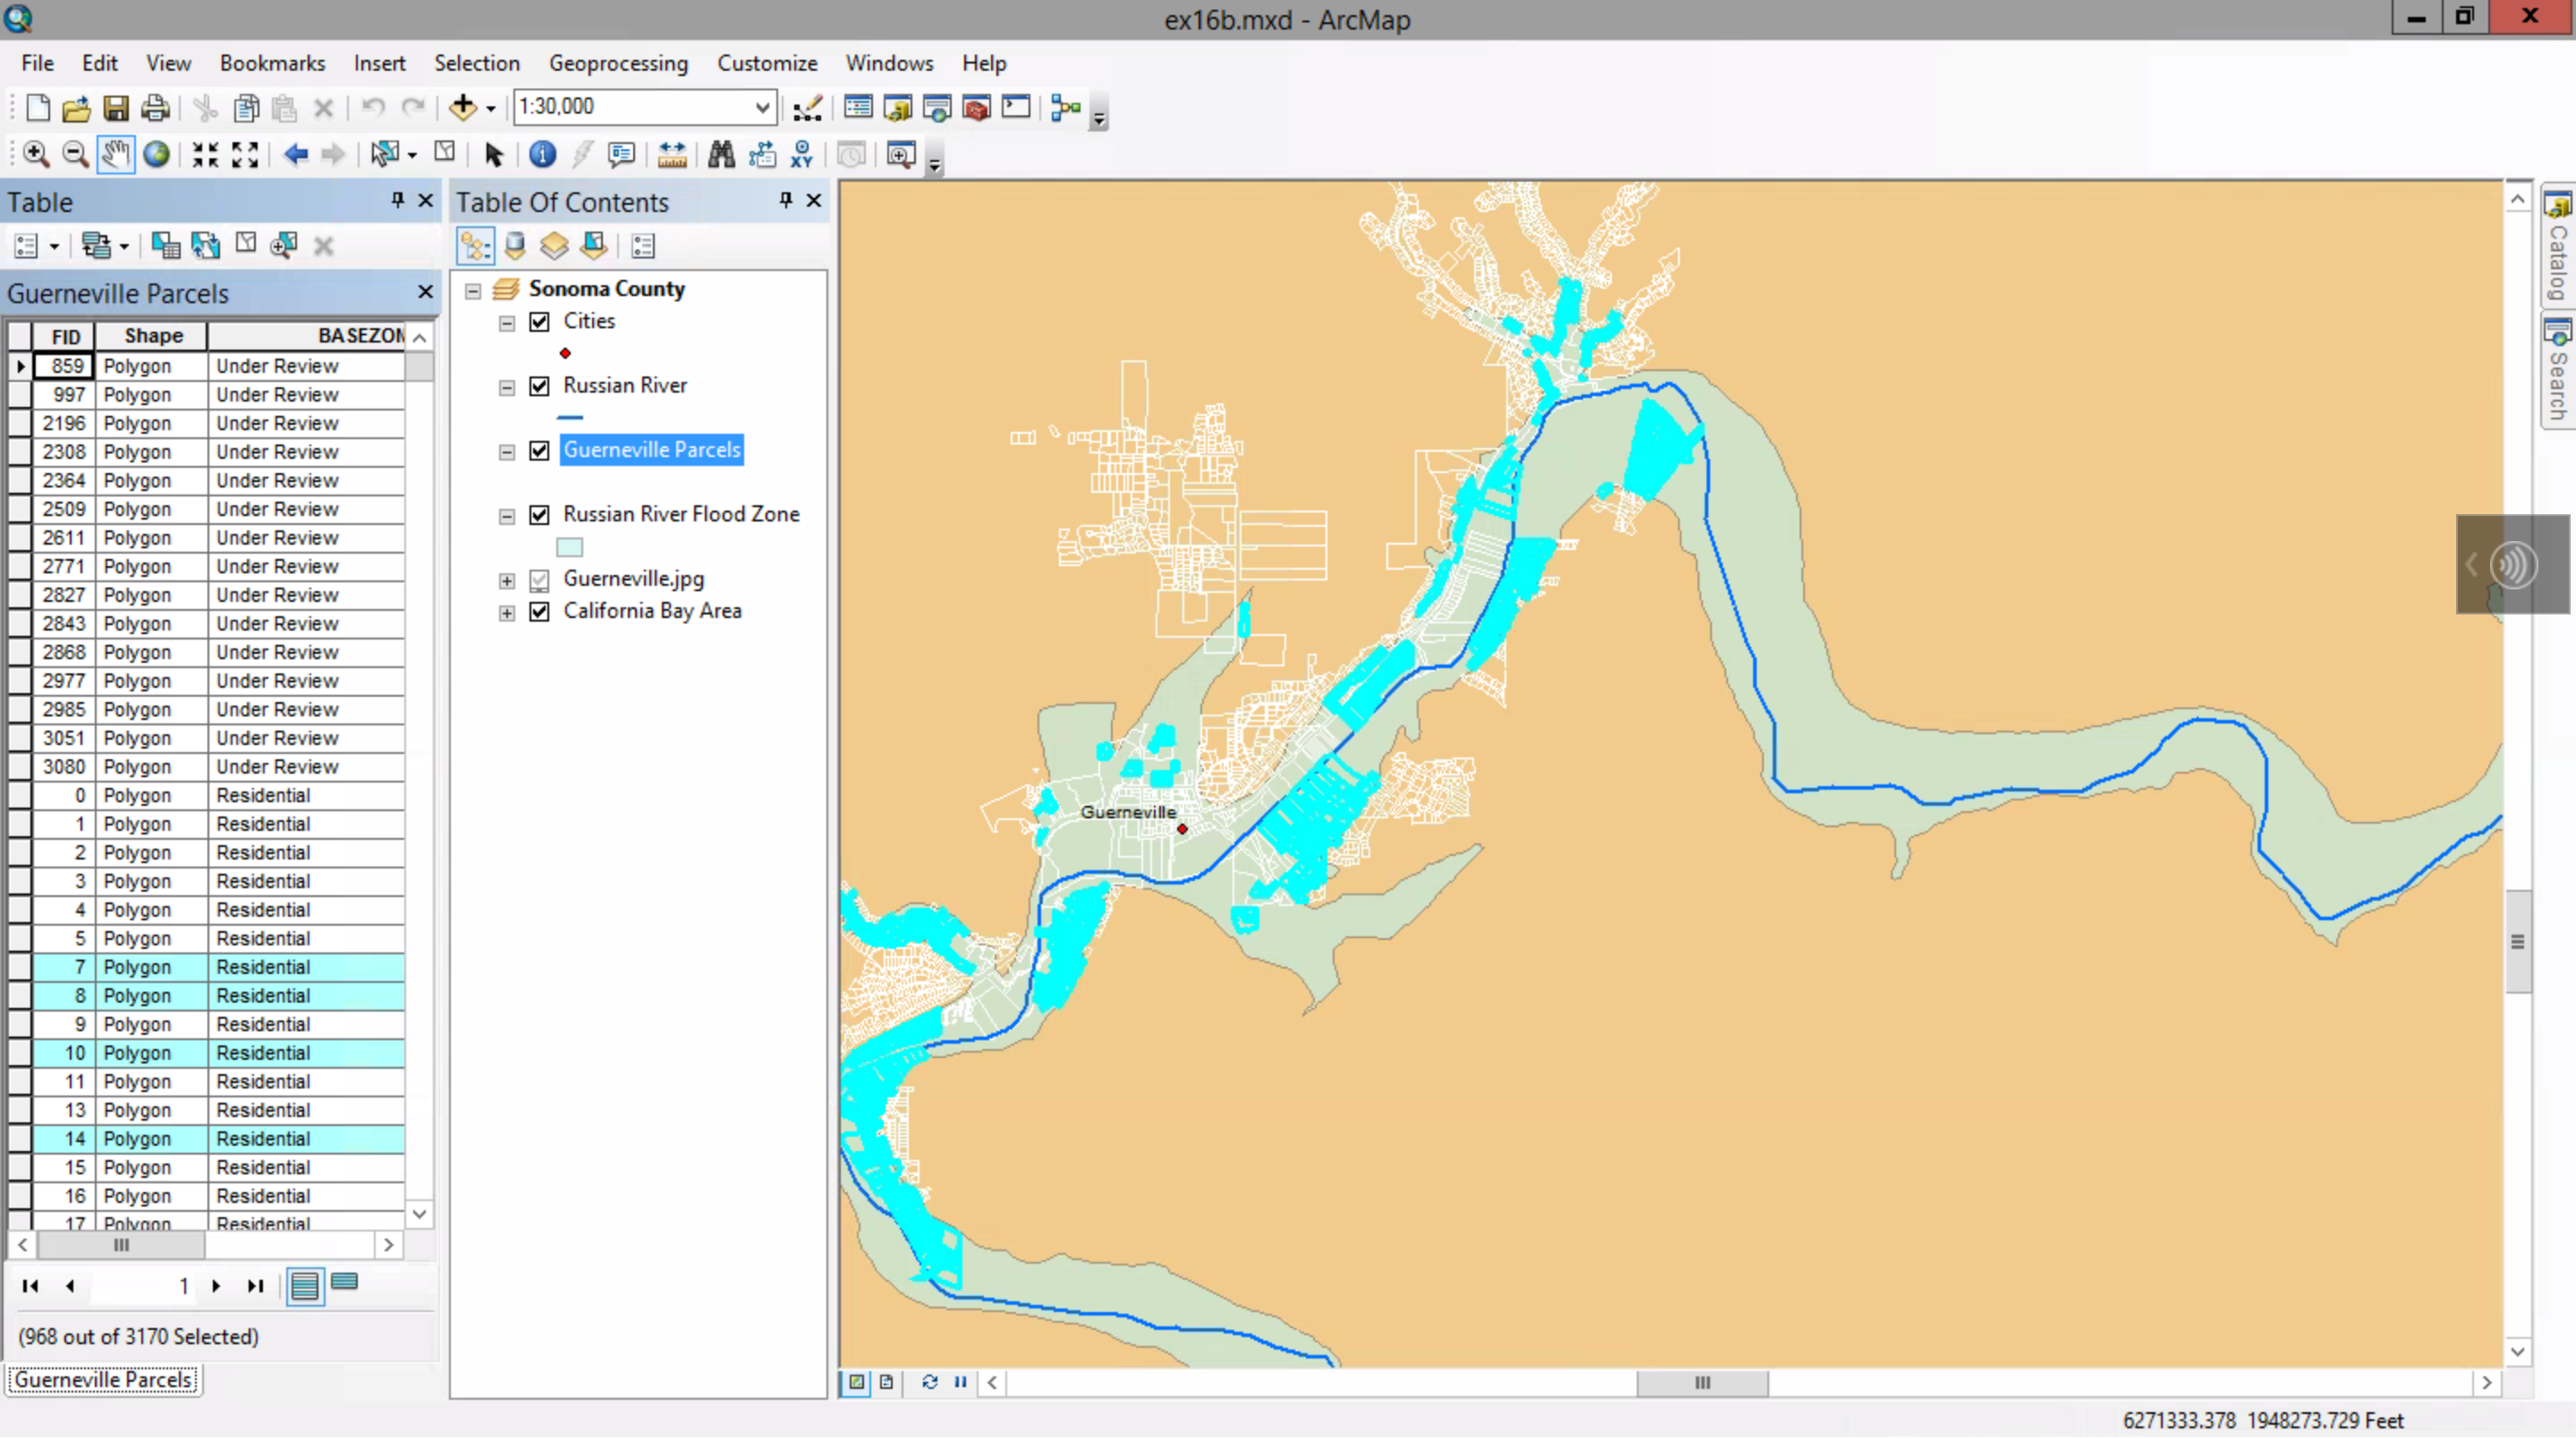 ex16b.mxd - ArcMap
File Edit View Bookmarks Insert Selection Geoprocessing Customize Windows Help
1:30,000
XY
Table
Guerneville Parcels
FID Shape BASEZON
859 Polygon Under Review
997 Polygon Under Review
2196 Polygon Under Review
2308 Polygon Under Review
2364 Polygon Under Review
2509 Polygon Under Review
2611 Polygon Under Review
2771 Polygon Under Review
2827 Polygon Under Review
2843 Polygon Under Review
2868 Polygon Under Review
2977 Polygon Under Review
2985 Polygon Under Review
3051 Polygon Under Review
3080 Polygon Under Review
0 Polygon Residential
1 Polygon Residential
2 Polygon Residential
3 Polygon Residential
4 Polygon Residential
5 Polygon Residential
7 Polygon Residential
8 Polygon Residential
9 Polygon Residential
10 Polygon Residential
11 Polygon Residential
13 Polygon Residential
14 Polygon Residential
15 Polygon Residential
16 Polygon Residential
17 Polygon Residential
1
(968 out of 3170 Selected)
Guerneville Parcels
Table Of Contents
Sonoma County
Cities
Russian River
Guerneville Parcels
Russian River Flood Zone
Guerneville.jpg
California Bay Area
Guerneville
Catalog
Search
6271333.378 1948273.729 Feet